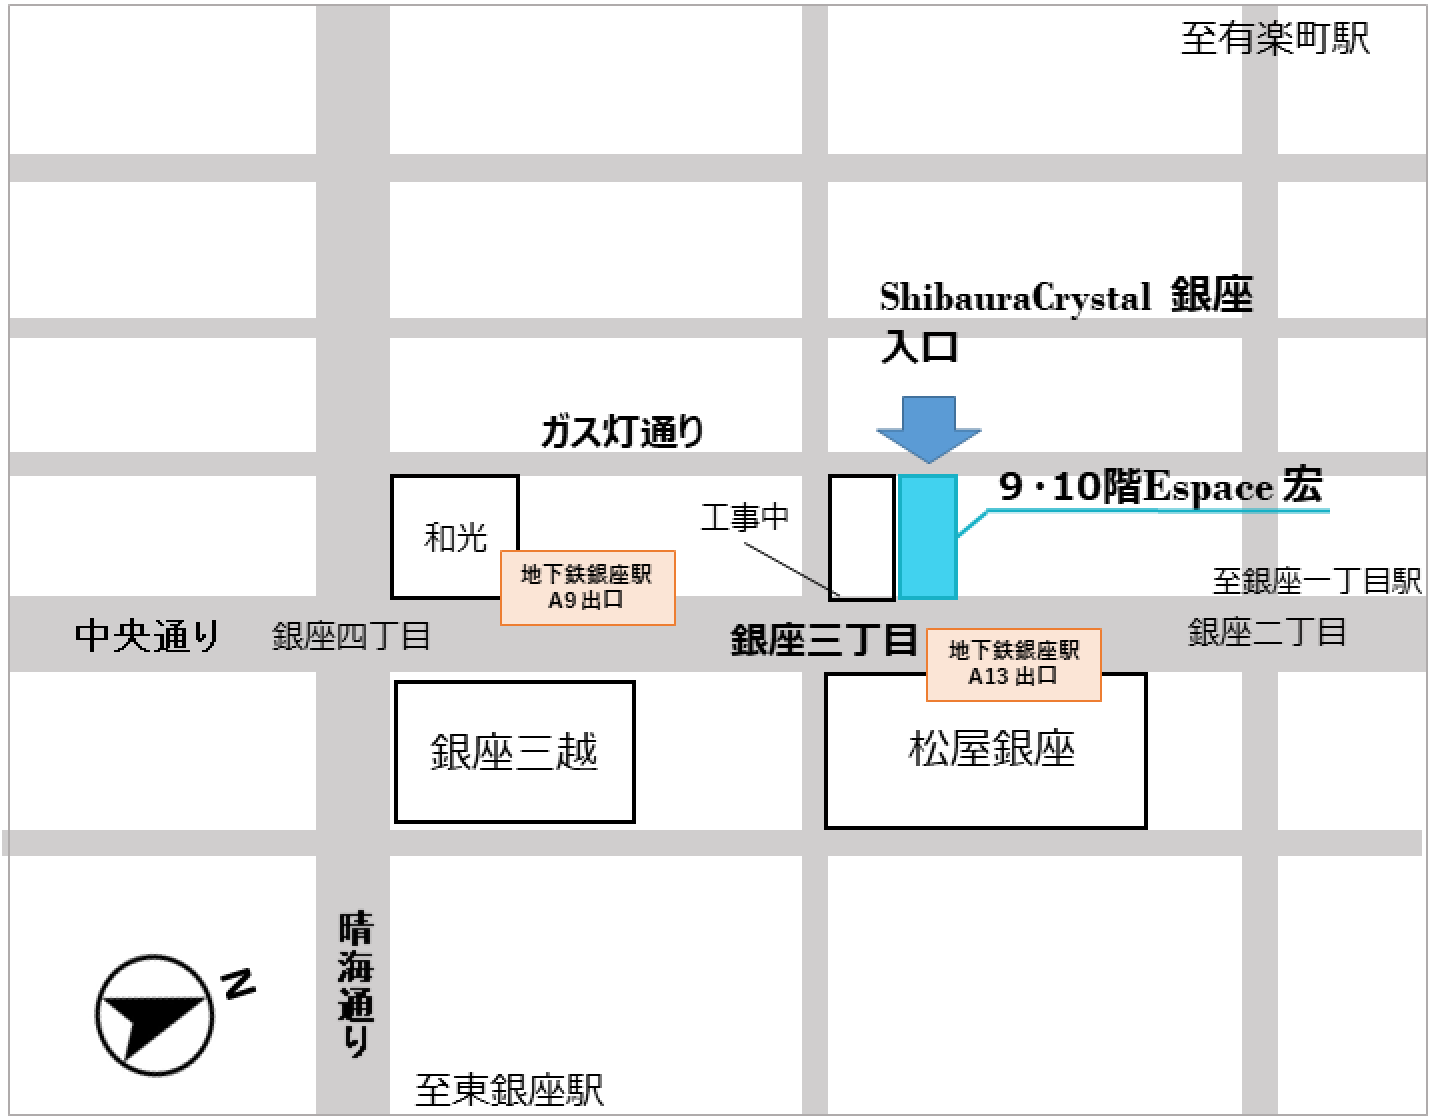 至有楽町駅
ShibauraCrystal 銀座
入口
ガス灯通り
9・10階Espace 宏
和光
工事中
地下鉄銀座駅
A9 出口
至銀座一丁目駅
中央通り
銀座四丁目
銀座三丁目
銀座二丁目
地下鉄銀座駅
A13 出口
銀座三越
松屋銀座
晴海通り
N
至東銀座駅